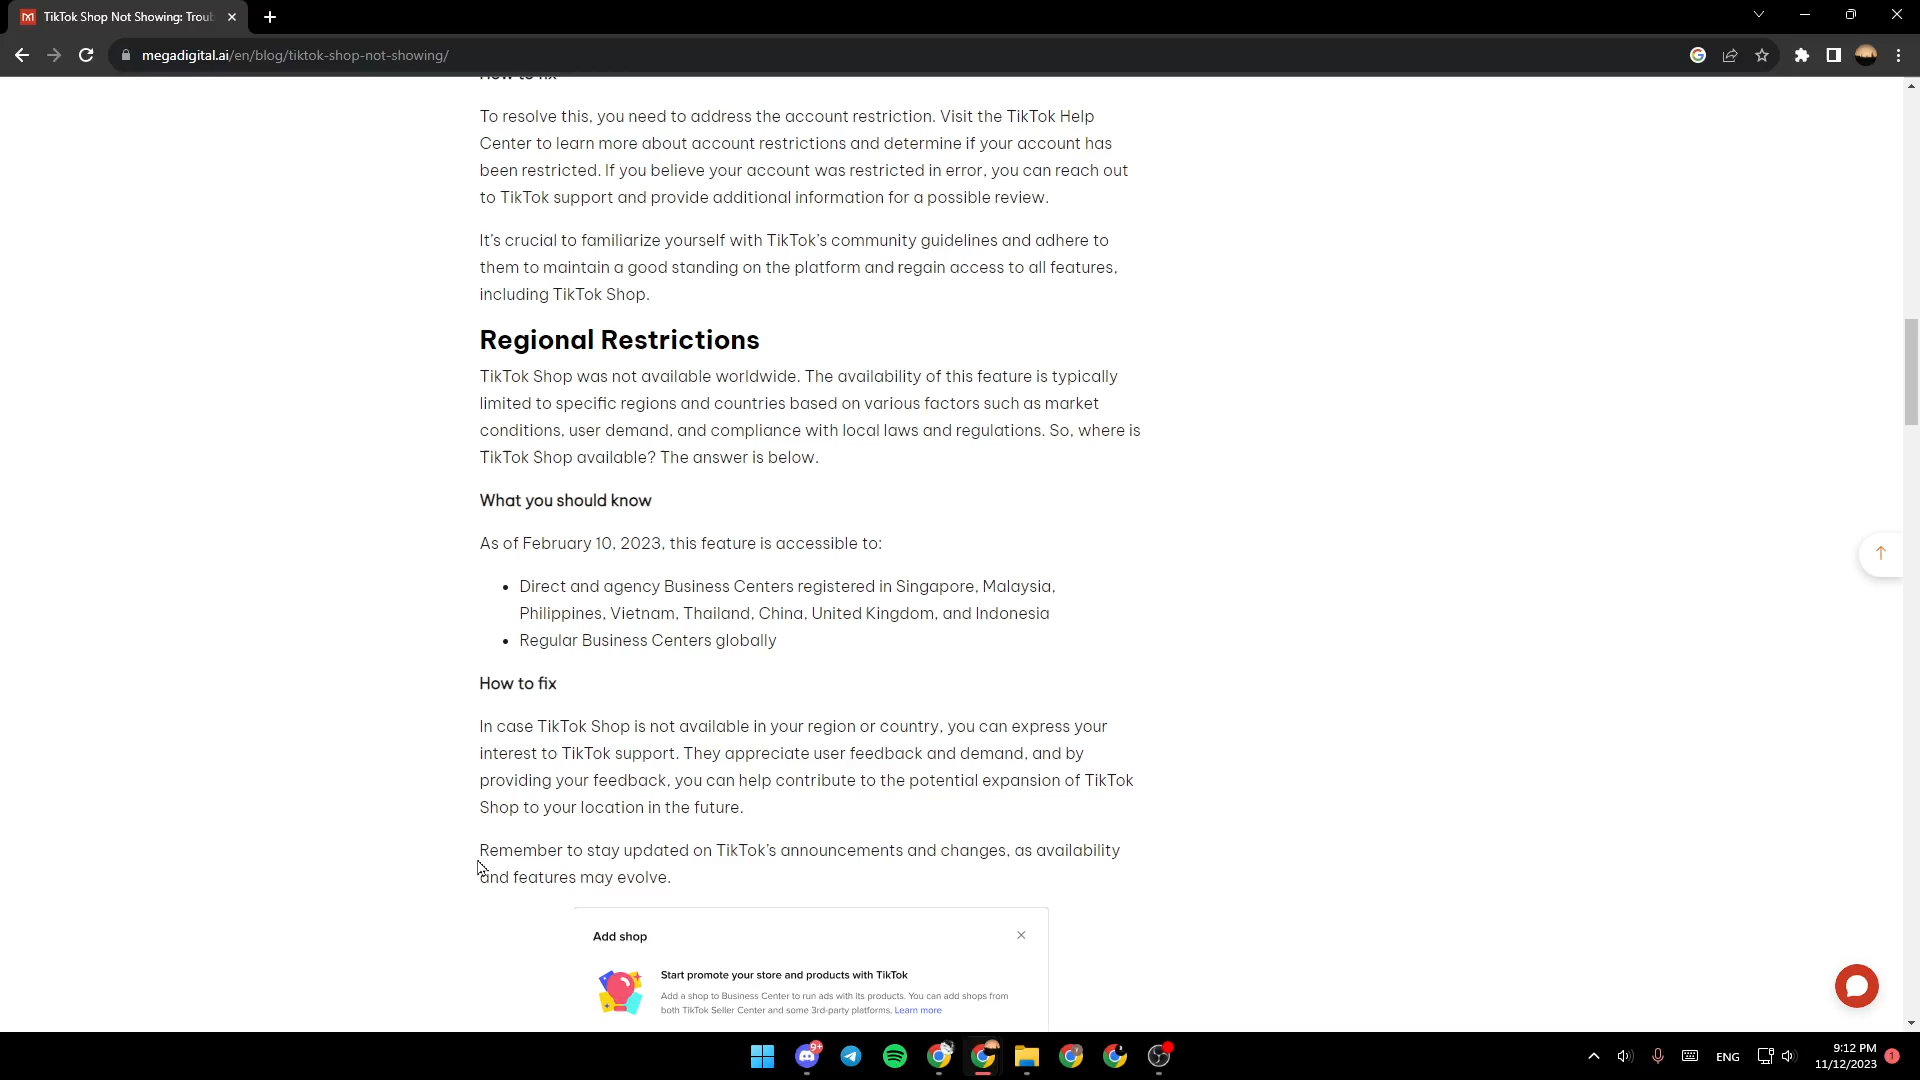 TikTok Shop Not Showing: Troub
megadigital.ai/en/blog/tiktok-shop-not-showing/
How to fix
To resolve this, you need to address the account restriction. Visit the TikTok Help
Center to learn more about account restrictions and determine if your account has
been restricted. If you believe your account was restricted in error, you can reach out
to TikTok support and provide additional information for a possible review.
It's crucial to familiarize yourself with TikTok's community guidelines and adhere to
them to maintain a good standing on the platform and regain access to all features,
including TikTok Shop.
Regional Restrictions
TikTok Shop was not available worldwide. The availability of this feature is typically
limited to specific regions and countries based on various factors such as market
conditions, user demand, and compliance with local laws and regulations. So, where is
TikTok Shop available? The answer is below.
What you should know
As of February 10, 2023, this feature is accessible to:
• Direct and agency Business Centers registered in Singapore, Malaysia,
Philippines, Vietnam, Thailand, China, United Kingdom, and Indonesia
• Regular Business Centers globally
How to fix
In case TikTok Shop is not available in your region or country, you can express your
interest to TikTok support. They appreciate user feedback and demand, and by
providing your feedback, you can help contribute to the potential expansion of TikTok
Shop to your location in the future.
Remember to stay updated on TikTok's announcements and changes, as availability
and features may evolve.
Add shop
Start promote your store and products with TikTok
Add a shop to Business Center to run ads with its products. You can add shops from
both TikTok Seller Center and some 3rd-party platforms. Learn more
9+
ENG
9:12 PM
11/12/2023
1